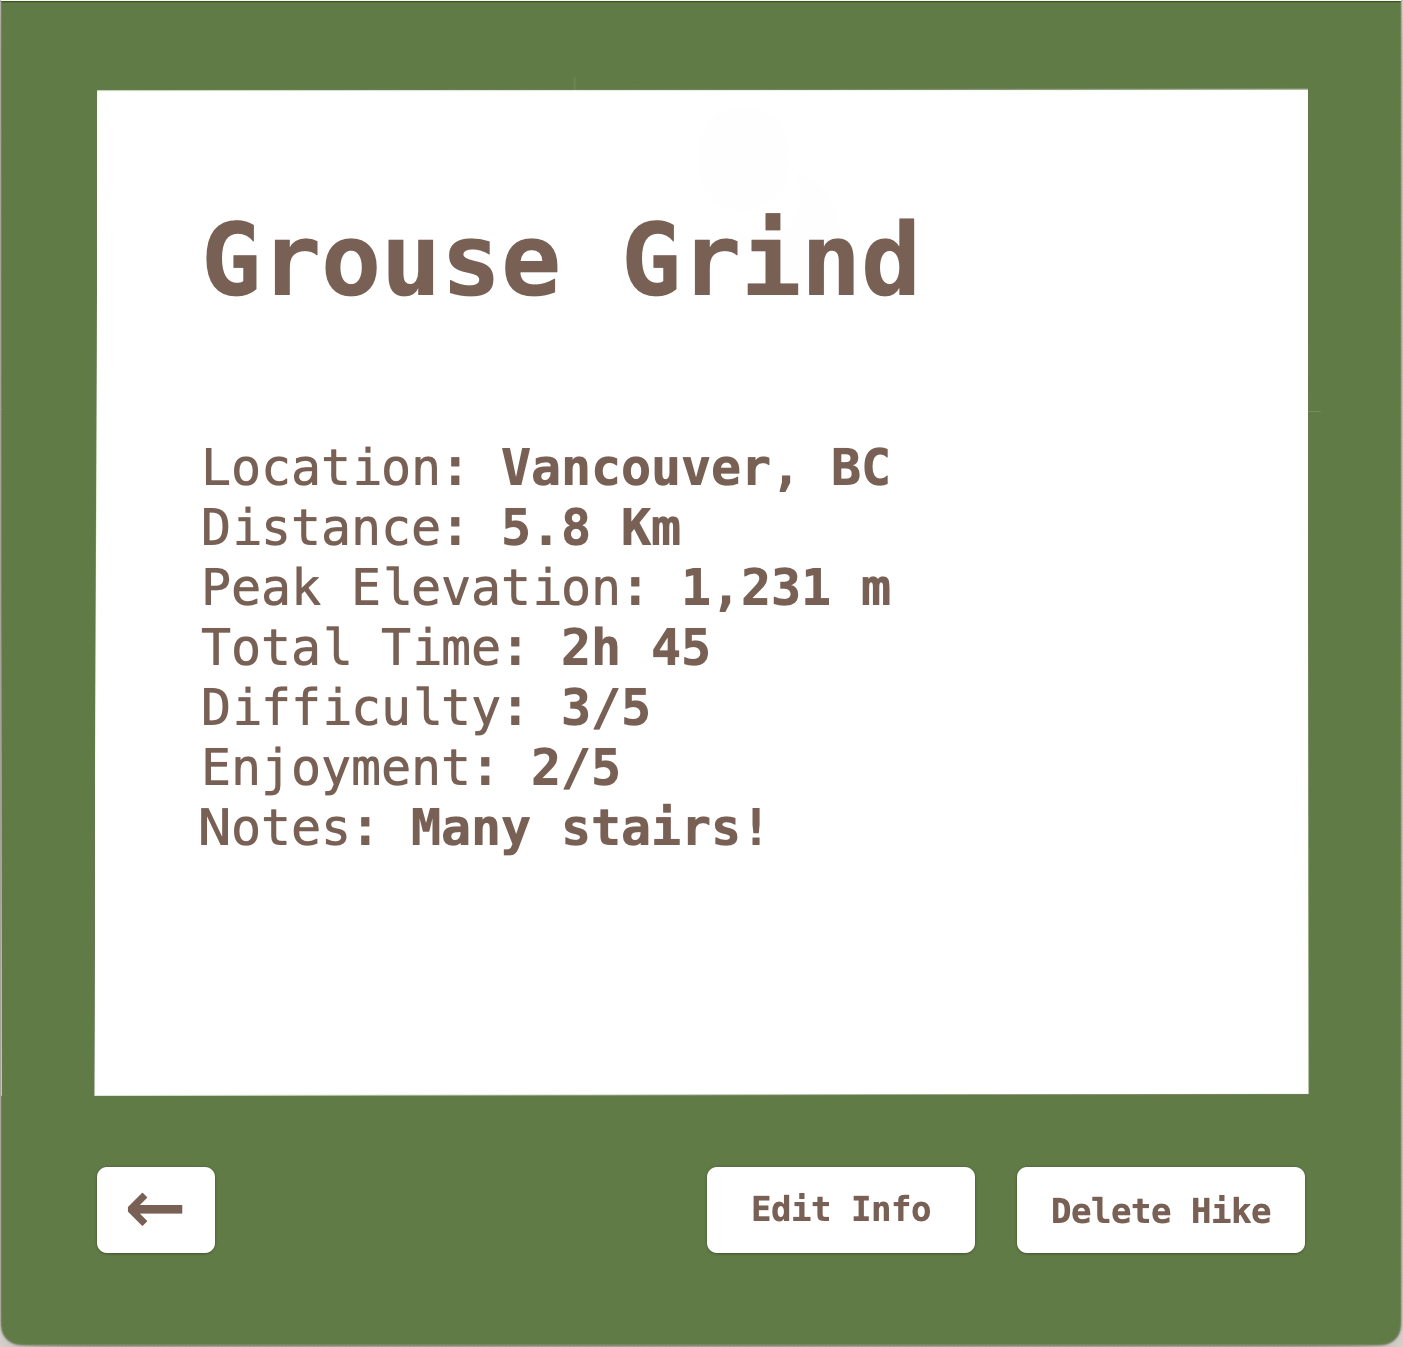 Grouse Grind
Location: Vancouver, BC
Distance: 5.8 Km
Peak Elevation: 1,231 m
Total Time: 2h 45
Difficulty: 3/5
Enjoyment: 2/5
Notes: Many stairs!
← Edit Info Delete Hike